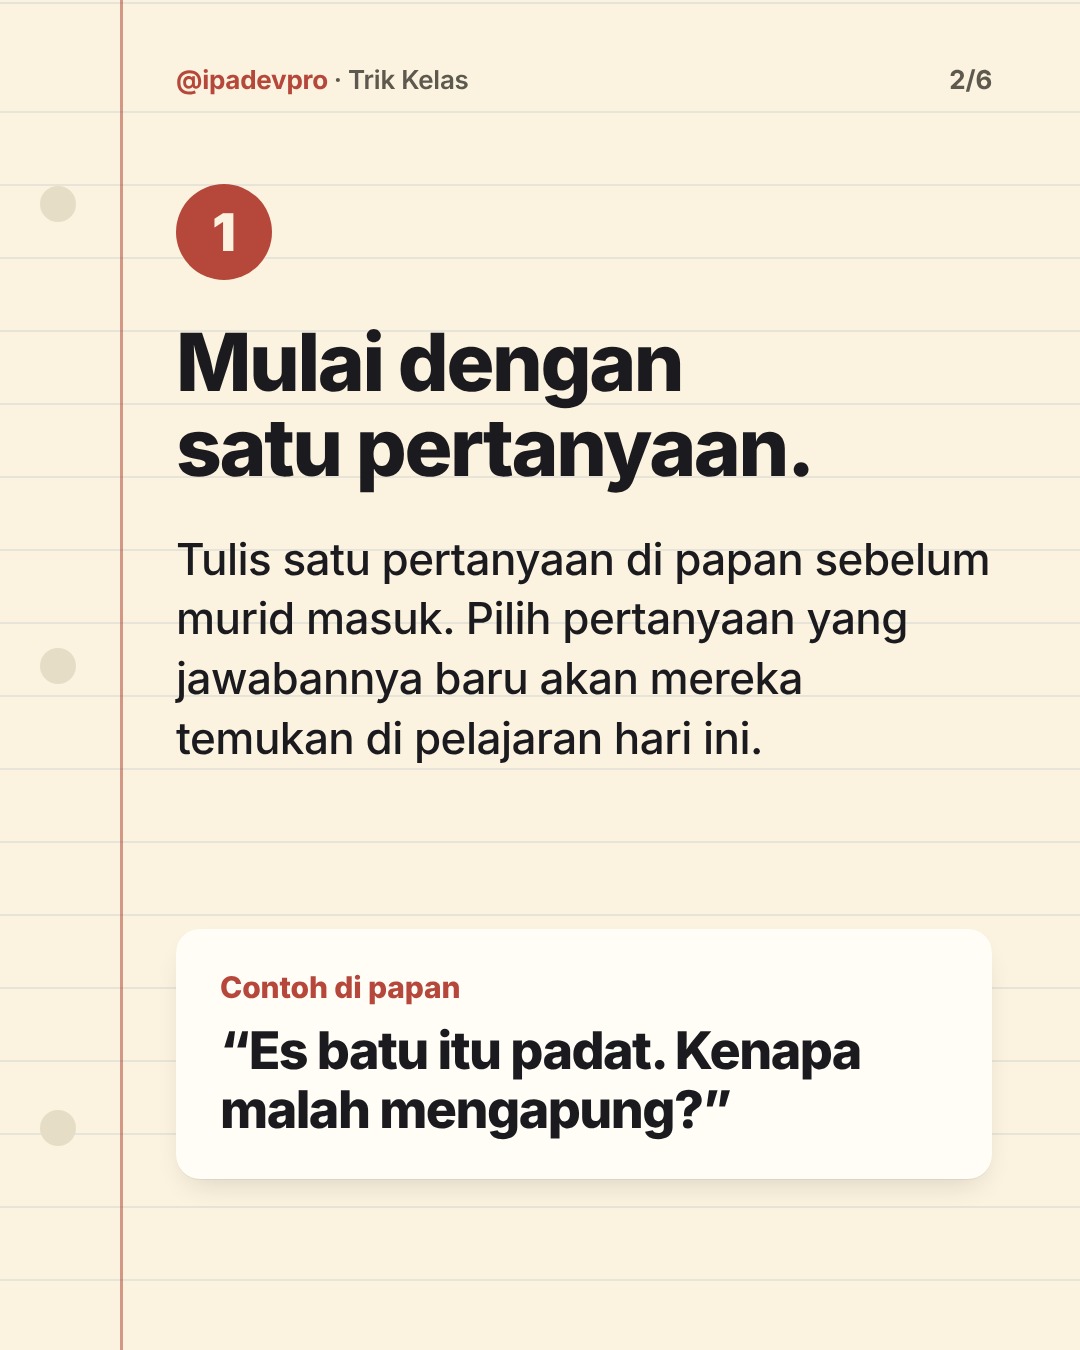 @ipadevpro · Trik Kelas
2/6
1
Mulai dengan
satu pertanyaan.
Tulis satu pertanyaan di papan sebelum
murid masuk. Pilih pertanyaan yang
jawabannya baru akan mereka
temukan di pelajaran hari ini.
Contoh di papan
“Es batu itu padat. Kenapa
malah mengapung?”